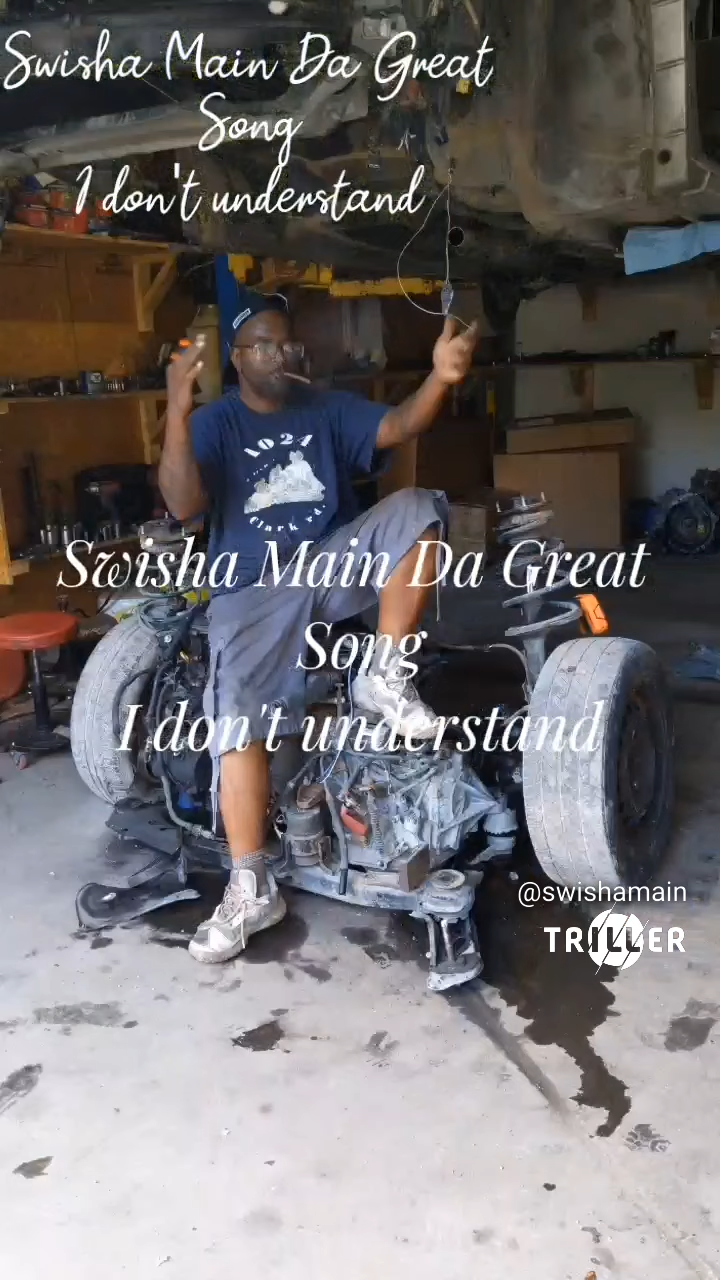 Swisha Main Da Great
Song
I don't understand
1024
Clark rd.
Swisha Main Da Great
Song
I don't understand
@swishamain
TRILLER